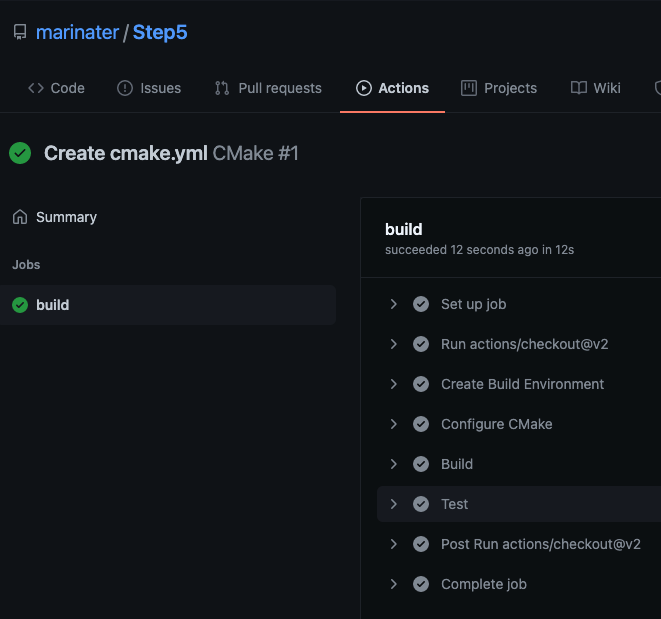 marinater / Step5
Code Issues Pull requests Actions Projects Wiki
Create cmake.yml CMake #1
Summary
Jobs
build
build
succeeded 12 seconds ago in 12s
Set up job
Run actions/checkout@v2
Create Build Environment
Configure CMake
Build
Test
Post Run actions/checkout@v2
Complete job